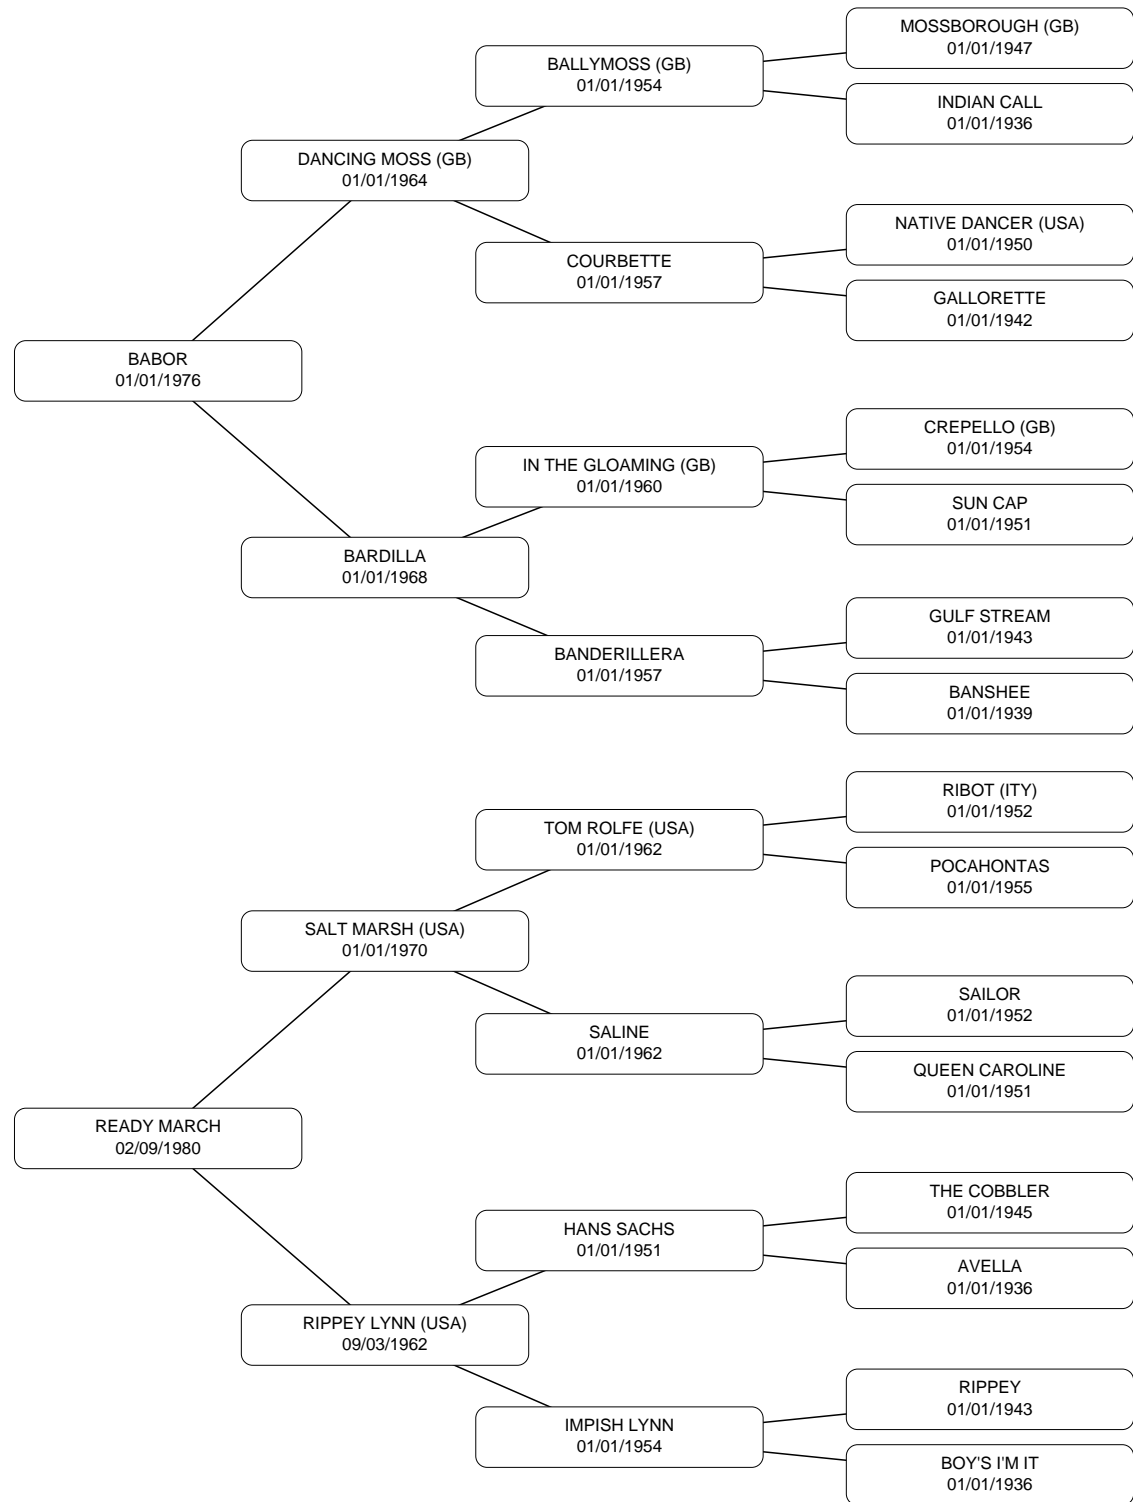 MOSSBOROUGH (GB)
01/01/1947
BALLYMOSS (GB)
01/01/1954
INDIAN CALL
01/01/1936
DANCING MOSS (GB)
01/01/1964
NATIVE DANCER (USA)
01/01/1950
COURBETTE
01/01/1957
GALLORETTE
01/01/1942
BABOR
01/01/1976
CREPELLO (GB)
01/01/1954
IN THE GLOAMING (GB)
01/01/1960
SUN CAP
01/01/1951
BARDILLA
01/01/1968
GULF STREAM
01/01/1943
BANDERILLERA
01/01/1957
BANSHEE
01/01/1939
RIBOT (ITY)
01/01/1952
TOM ROLFE (USA)
01/01/1962
POCAHONTAS
01/01/1955
SALT MARSH (USA)
01/01/1970
SAILOR
01/01/1952
SALINE
01/01/1962
QUEEN CAROLINE
01/01/1951
READY MARCH
02/09/1980
THE COBBLER
01/01/1945
HANS SACHS
01/01/1951
AVELLA
01/01/1936
RIPPEY LYNN (USA)
09/03/1962
RIPPEY
01/01/1943
IMPISH LYNN
01/01/1954
BOY'S I'M IT
01/01/1936